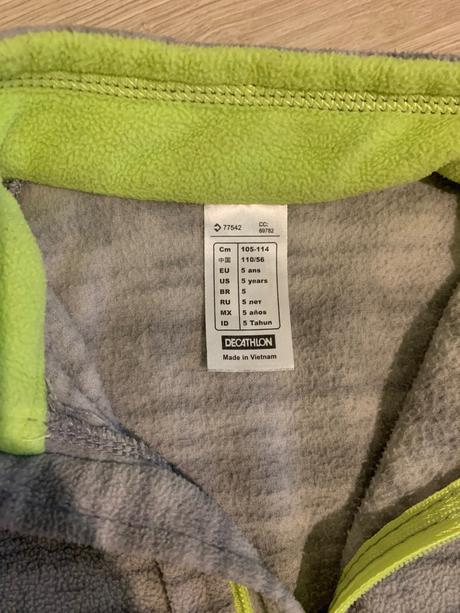 77542 CC: 69782
Cm 105-114
中国 110/56
EU 5 ans
US 5 years
BR 5
RU 5 лет
MX 5 años
ID 5 Tahun
DECATHLON
Made in Vietnam